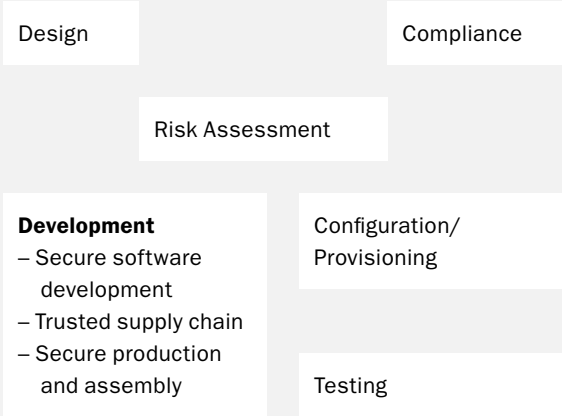 Design
Compliance
Risk Assessment
Development
– Secure software
development
– Trusted supply chain
– Secure production
and assembly
Configuration/
Provisioning
Testing